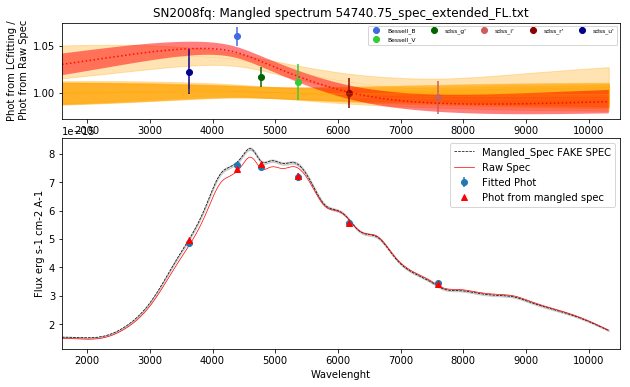 SN2008fq: Mangled spectrum 54740.75_spec_extended_FL.txt
Phot from LCfitting /
Phot from Raw Spec
1.05
1.00
Bessell_B
Bessell_V
sdss_g'
sdss_i'
sdss_r'
sdss_u'
2000 3000 4000 5000 6000 7000 8000 9000 10000
1e−15
Flux erg s-1 cm-2 A-1
8
7
6
5
4
3
2
Mangled_Spec FAKE SPEC
Raw Spec
Fitted Phot
Phot from mangled spec
2000 3000 4000 5000 6000 7000 8000 9000 10000
Wavelenght